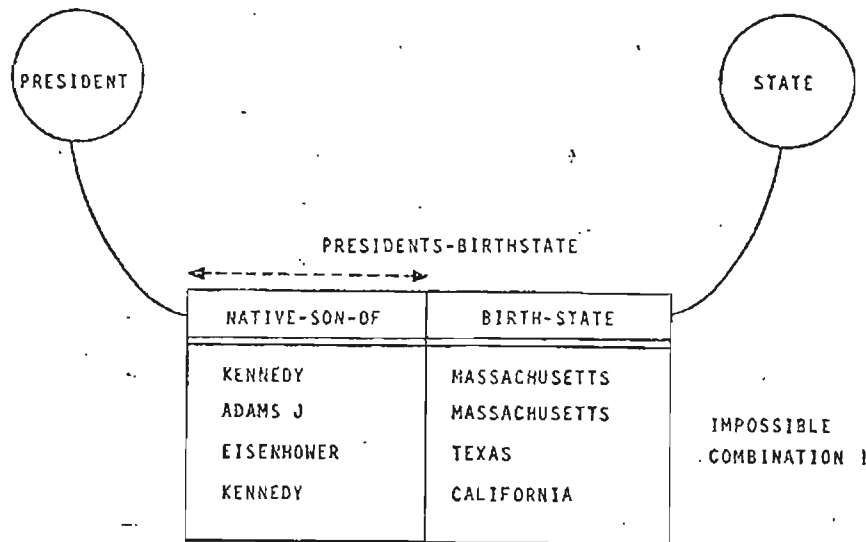 PRESIDENT
STATE
PRESIDENTS-BIRTHSTATE
NATIVE-SON-OF BIRTH-STATE
KENNEDY MASSACHUSETTS
ADAMS J MASSACHUSETTS
EISENHOWER TEXAS
KENNEDY CALIFORNIA
IMPOSSIBLE
COMBINATION !